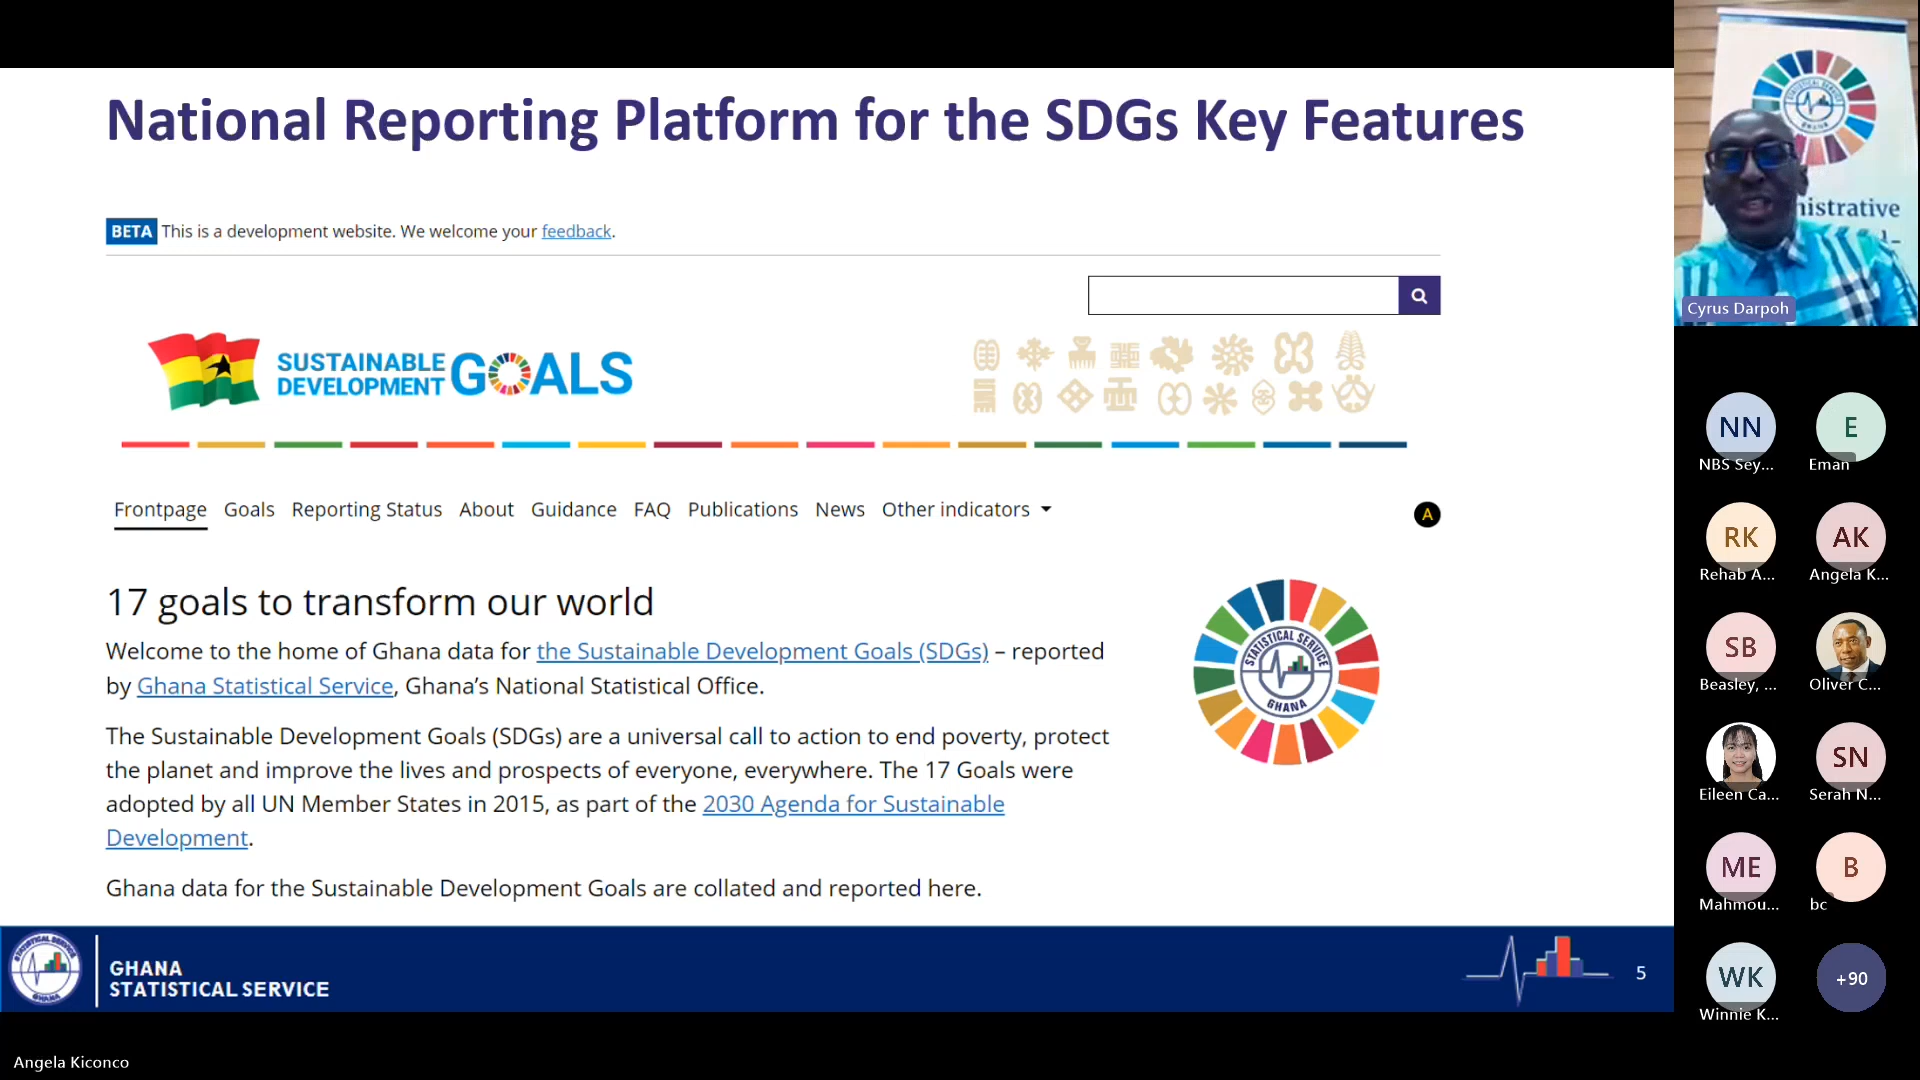 National Reporting Platform for the SDGs Key Features
BETA This is a development website. We welcome your feedback.
SUSTAINABLE
DEVELOPMENT GOALS
Frontpage Goals Reporting Status About Guidance FAQ Publications News Other indicators
A
17 goals to transform our world
Welcome to the home of Ghana data for the Sustainable Development Goals (SDGs) – reported
by Ghana Statistical Service, Ghana’s National Statistical Office.
The Sustainable Development Goals (SDGs) are a universal call to action to end poverty, protect
the planet and improve the lives and prospects of everyone, everywhere. The 17 Goals were
adopted by all UN Member States in 2015, as part of the 2030 Agenda for Sustainable
Development.
Ghana data for the Sustainable Development Goals are collated and reported here.
STATISTICAL SERVICE
GHANA
STATISTICAL SERVICE
GHANA
GHANA
STATISTICAL SERVICE
5
Angela Kiconco
STATISTICAL SERVICE
GHANA
nistrative
Cyrus Darpoh
NN
NBS Sey...
E
Eman
RK
Rehab A...
AK
Angela K...
SB
Beasley, ...
Oliver C...
Eileen Ca...
SN
Serah N...
ME
Mahmou...
B
bc
WK
Winnie K...
+90